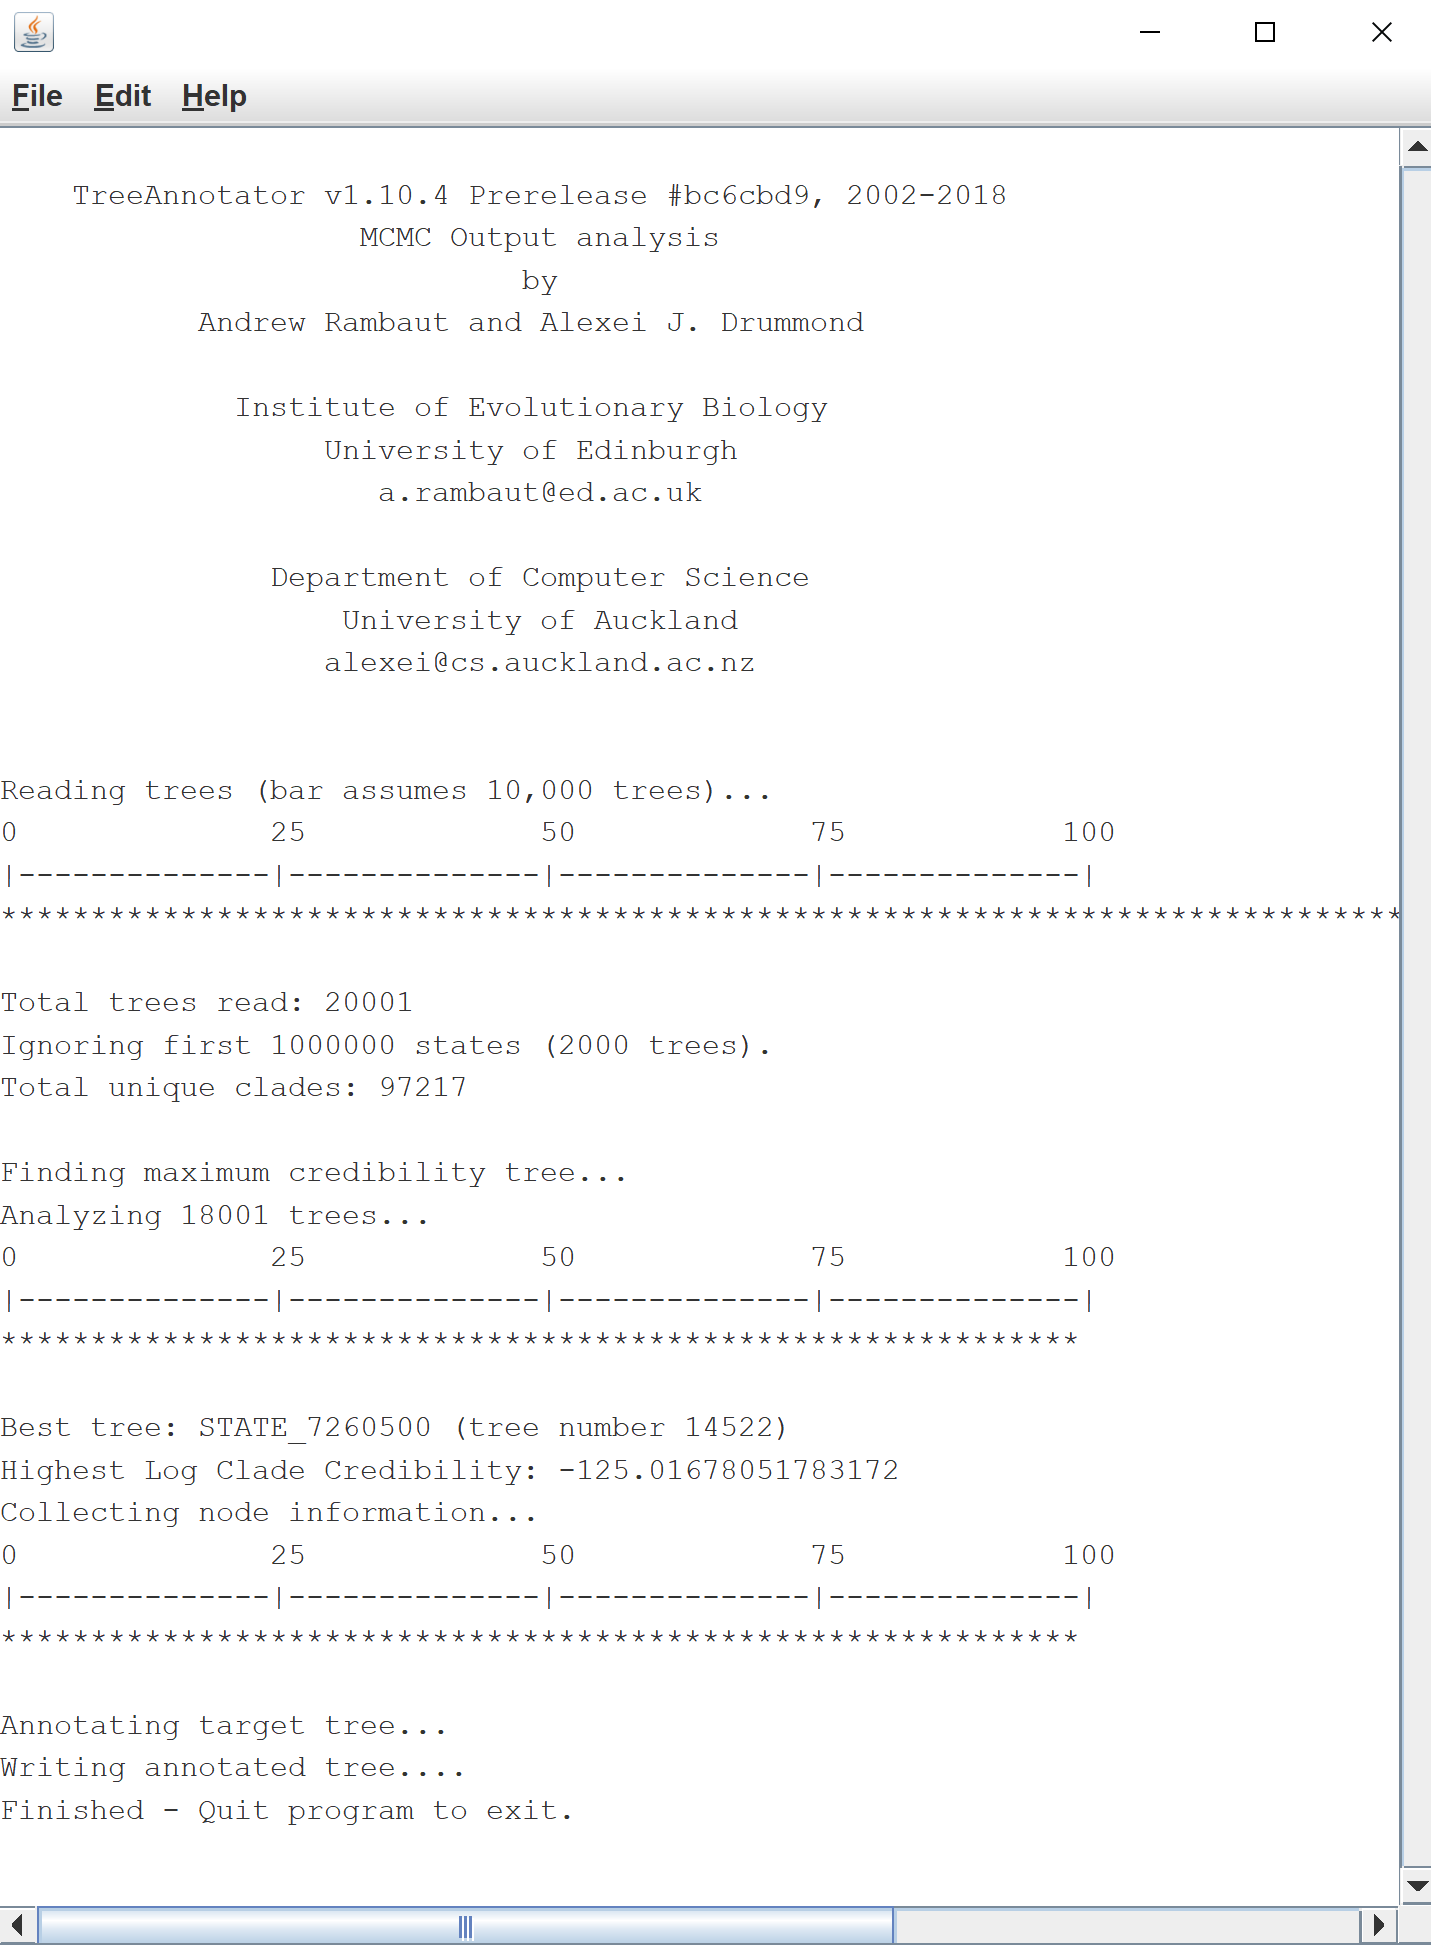 File Edit Help
TreeAnnotator v1.10.4 Prerelease #bc6cbd9, 2002-2018
MCMC Output analysis
by
Andrew Rambaut and Alexei J. Drummond
Institute of Evolutionary Biology
University of Edinburgh
a.rambaut@ed.ac.uk
Department of Computer Science
University of Auckland
alexei@cs.auckland.ac.nz
Reading trees (bar assumes 10,000 trees)...
0 25 50 75 100
|--------------|--------------|--------------|--------------|
******************************************************************************
Total trees read: 20001
Ignoring first 1000000 states (2000 trees).
Total unique clades: 97217
Finding maximum credibility tree...
Analyzing 18001 trees...
0 25 50 75 100
|--------------|--------------|--------------|--------------|
************************************************************
Best tree: STATE_7260500 (tree number 14522)
Highest Log Clade Credibility: -125.01678051783172
Collecting node information...
0 25 50 75 100
|--------------|--------------|--------------|--------------|
************************************************************
Annotating target tree...
Writing annotated tree....
Finished - Quit program to exit.